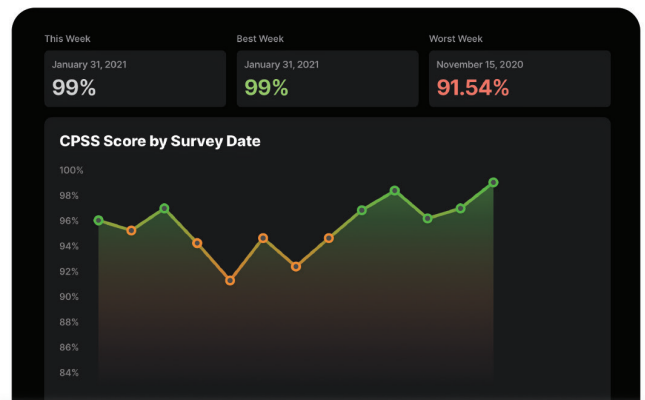 This Week
Best Week
Worst Week
January 31, 2021
99%
January 31, 2021
99%
November 15, 2020
91.54%
CPSS Score by Survey Date
100%
98%
96%
94%
92%
90%
88%
86%
84%